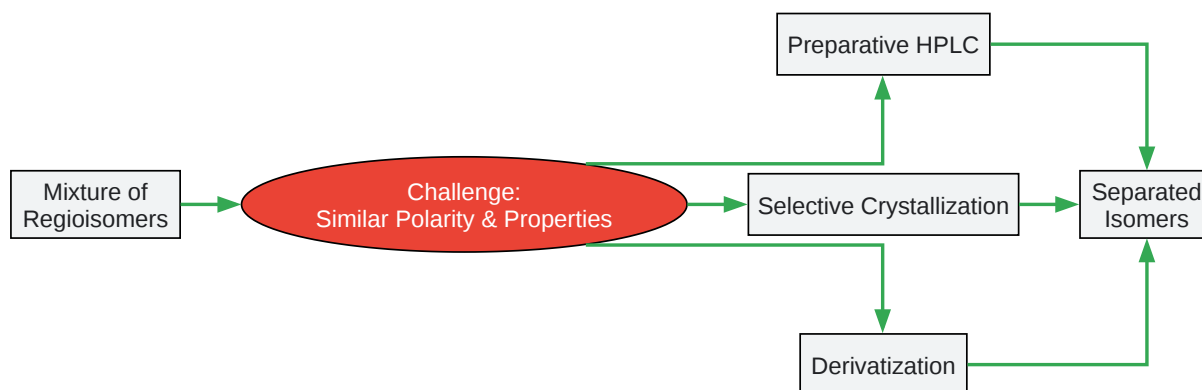 Preparative HPLC
Mixture of
Regioisomers
Challenge:
Similar Polarity & Properties
Selective Crystallization
Separated
Isomers
Derivatization